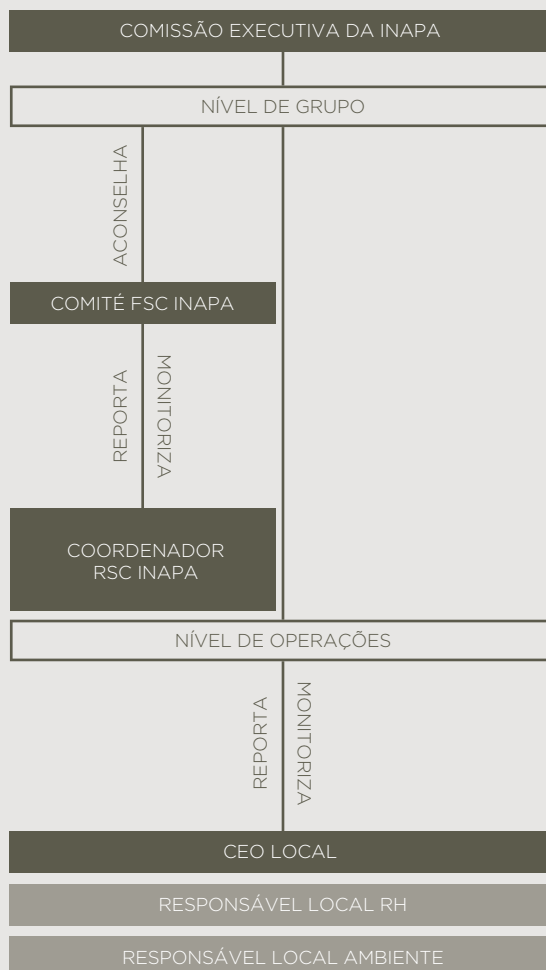 COMISSÃO EXECUTIVA DA INAPA
NÍVEL DE GRUPO
ACONSELHA
COMITÉ FSC INAPA
REPORTA
MONITORIZA
COORDENADOR
RSC INAPA
NÍVEL DE OPERAÇÕES
REPORTA
MONITORIZA
CEO LOCAL
RESPONSÁVEL LOCAL RH
RESPONSÁVEL LOCAL AMBIENTE